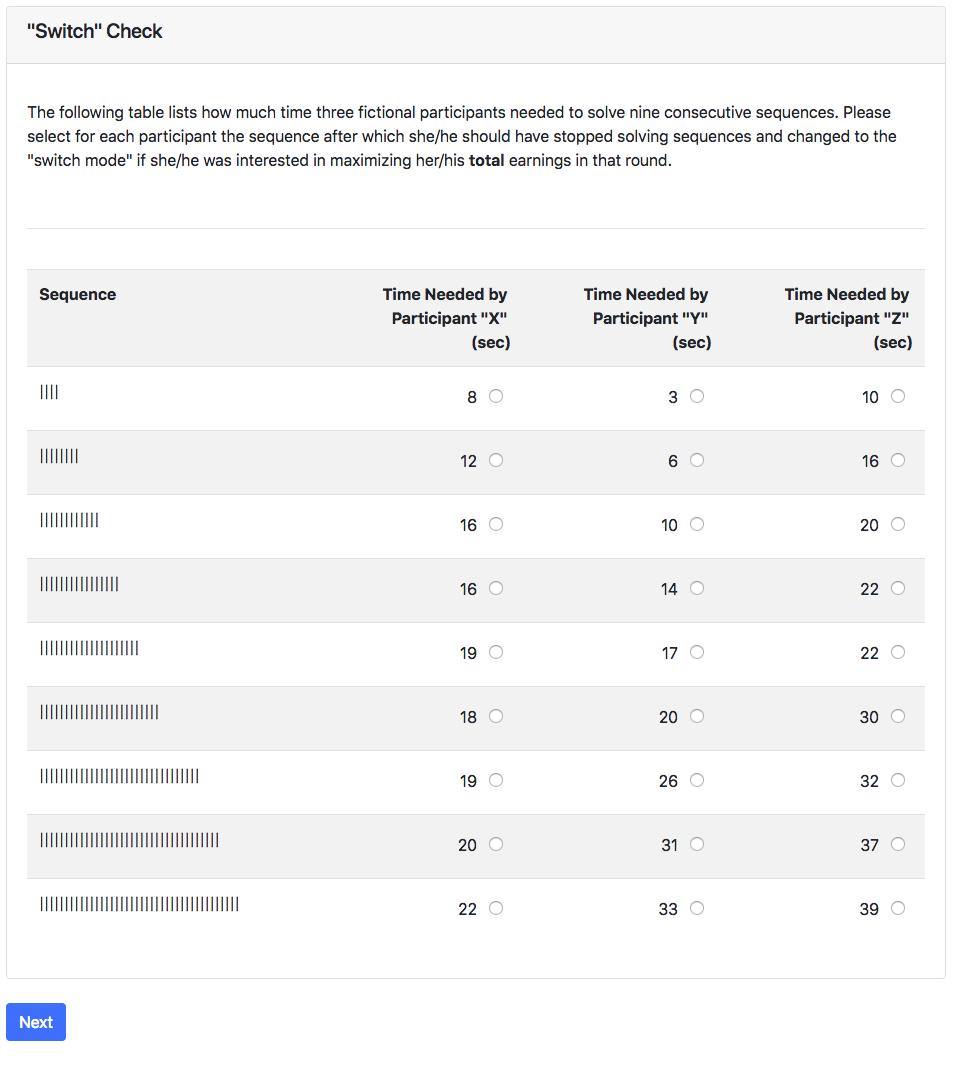 "Switch" Check
The following table lists how much time three fictional participants needed to solve nine consecutive sequences. Please
select for each participant the sequence after which she/he should have stopped solving sequences and changed to the
"switch mode" if she/he was interested in maximizing her/his total earnings in that round.
Sequence Time Needed by Time Needed by Time Needed by
Participant "X" Participant "Y" Participant "Z"
(sec) (sec) (sec)
|||| 8 3 10
|||||||| 12 6 16
|||||||||||| 16 10 20
|||||||||||||||| 16 14 22
|||||||||||||||||||| 19 17 22
|||||||||||||||||||||||| 18 20 30
|||||||||||||||||||||||||||||||| 19 26 32
|||||||||||||||||||||||||||||||||||| 20 31 37
|||||||||||||||||||||||||||||||||||||||| 22 33 39
Next